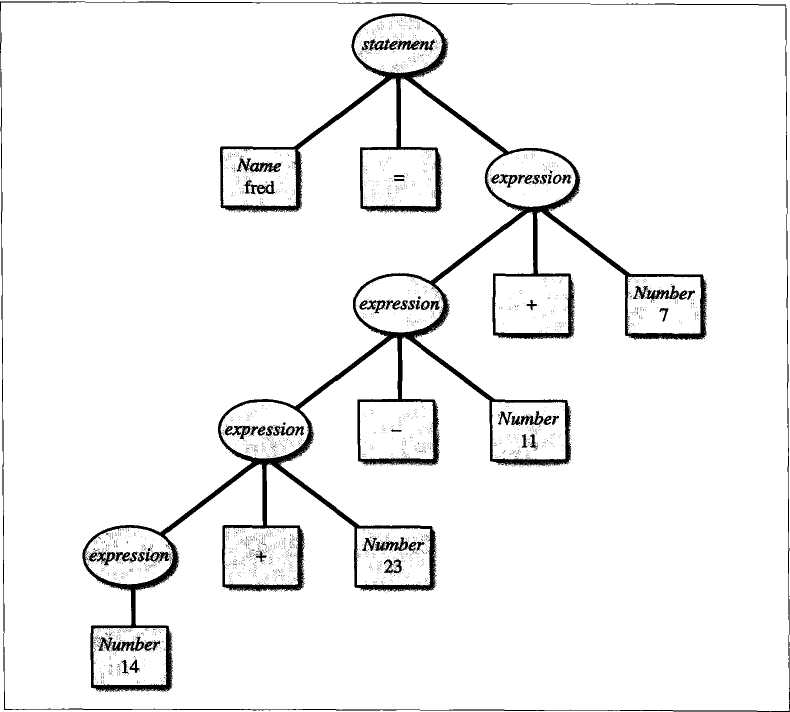 statement
Name
fred
=
expression
expression
+
Number
7
expression
–
Number
11
expression
+
Number
23
Number
14